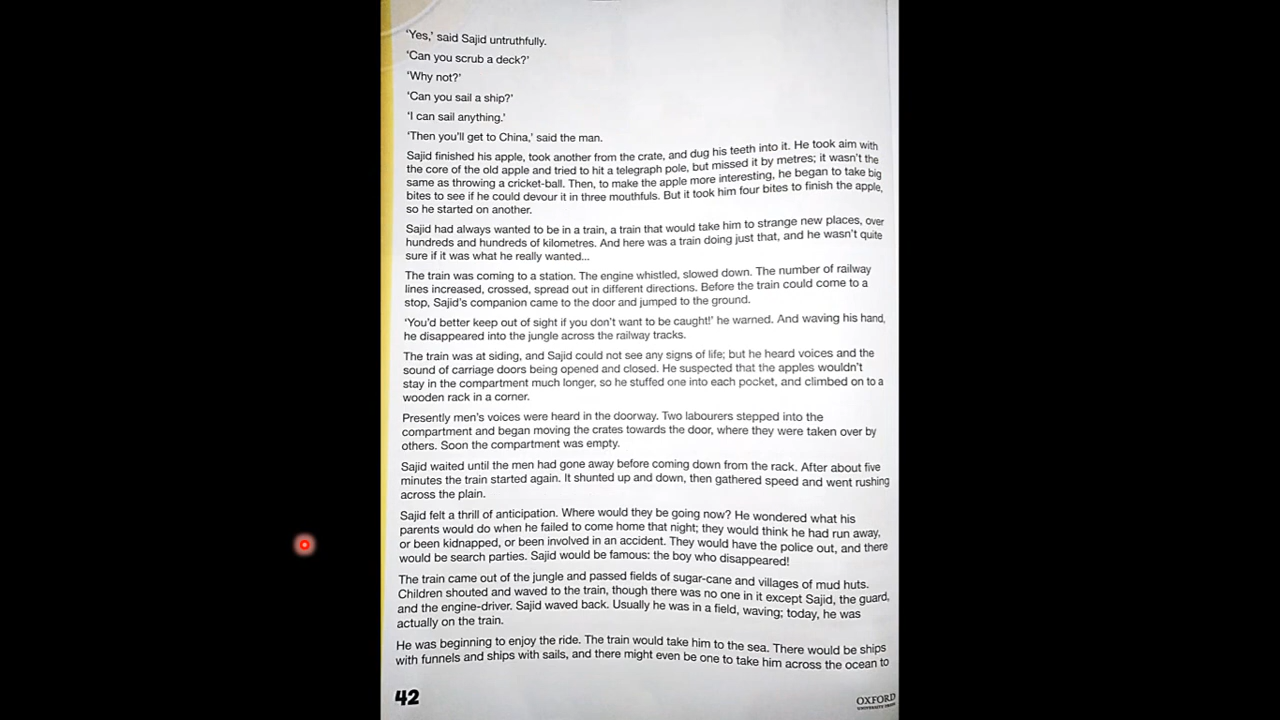 'Yes,' said Sajid untruthfully.
'Can you scrub a deck?'
'Why not?'
'Can you sail a ship?'
'I can sail anything.'
'Then you'll get to China,' said the man.
Sajid finished his apple, took another from the crate, and dug his teeth into it. He took aim with
the core of the old apple and tried to hit a telegraph pole, but missed it by metres; it wasn't the
same as throwing a cricket-ball. Then, to make the apple more interesting, he began to take big
bites to see if he could devour it in three mouthfuls. But it took him four bites to finish the apple,
so he started on another.
Sajid had always wanted to be in a train, a train that would take him to strange new places, over
hundreds and hundreds of kilometres. And here was a train doing just that, and he wasn't quite
sure if it was what he really wanted...
The train was coming to a station. The engine whistled, slowed down. The number of railway
lines increased, crossed, spread out in different directions. Before the train could come to a
stop, Sajid's companion came to the door and jumped to the ground.
'You'd better keep out of sight if you don't want to be caught!' he warned. And waving his hand,
he disappeared into the jungle across the railway tracks.
The train was at siding, and Sajid could not see any signs of life; but he heard voices and the
sound of carriage doors being opened and closed. He suspected that the apples wouldn't
stay in the compartment much longer, so he stuffed one into each pocket, and climbed on to a
wooden rack in a corner.
Presently men's voices were heard in the doorway. Two labourers stepped into the
compartment and began moving the crates towards the door, where they were taken over by
others. Soon the compartment was empty.
Sajid waited until the men had gone away before coming down from the rack. After about five
minutes the train started again. It shunted up and down, then gathered speed and went rushing
across the plain.
Sajid felt a thrill of anticipation. Where would they be going now? He wondered what his
parents would do when he failed to come home that night; they would think he had run away,
or been kidnapped, or been involved in an accident. They would have the police out, and there
would be search parties. Sajid would be famous: the boy who disappeared!
The train came out of the jungle and passed fields of sugar-cane and villages of mud huts.
Children shouted and waved to the train, though there was no one in it except Sajid, the guard,
and the engine-driver. Sajid waved back. Usually he was in a field, waving; today, he was
actually on the train.
He was beginning to enjoy the ride. The train would take him to the sea. There would be ships
with funnels and ships with sails, and there might even be one to take him across the ocean to
42
OXFORD
UNIVERSITY PRESS